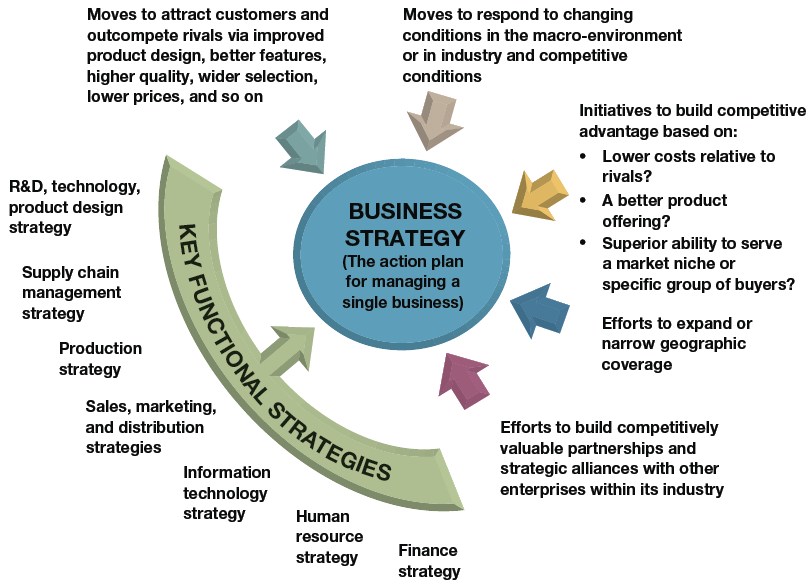 Moves to attract customers and
outcompete rivals via improved
product design, better features,
higher quality, wider selection,
lower prices, and so on
Moves to respond to changing
conditions in the macro-environment
or in industry and competitive
conditions
Initiatives to build competitive
advantage based on:
• Lower costs relative to
rivals?
• A better product
offering?
• Superior ability to serve
a market niche or
specific group of buyers?
Efforts to expand or
narrow geographic
coverage
Efforts to build competitively
valuable partnerships and
strategic alliances with other
enterprises within its industry
BUSINESS
STRATEGY
(The action plan
for managing a
single business)
KEY FUNCTIONAL STRATEGIES
R&D, technology,
product design
strategy
Supply chain
management
strategy
Production
strategy
Sales, marketing,
and distribution
strategies
Information
technology
strategy
Human
resource
strategy
Finance
strategy